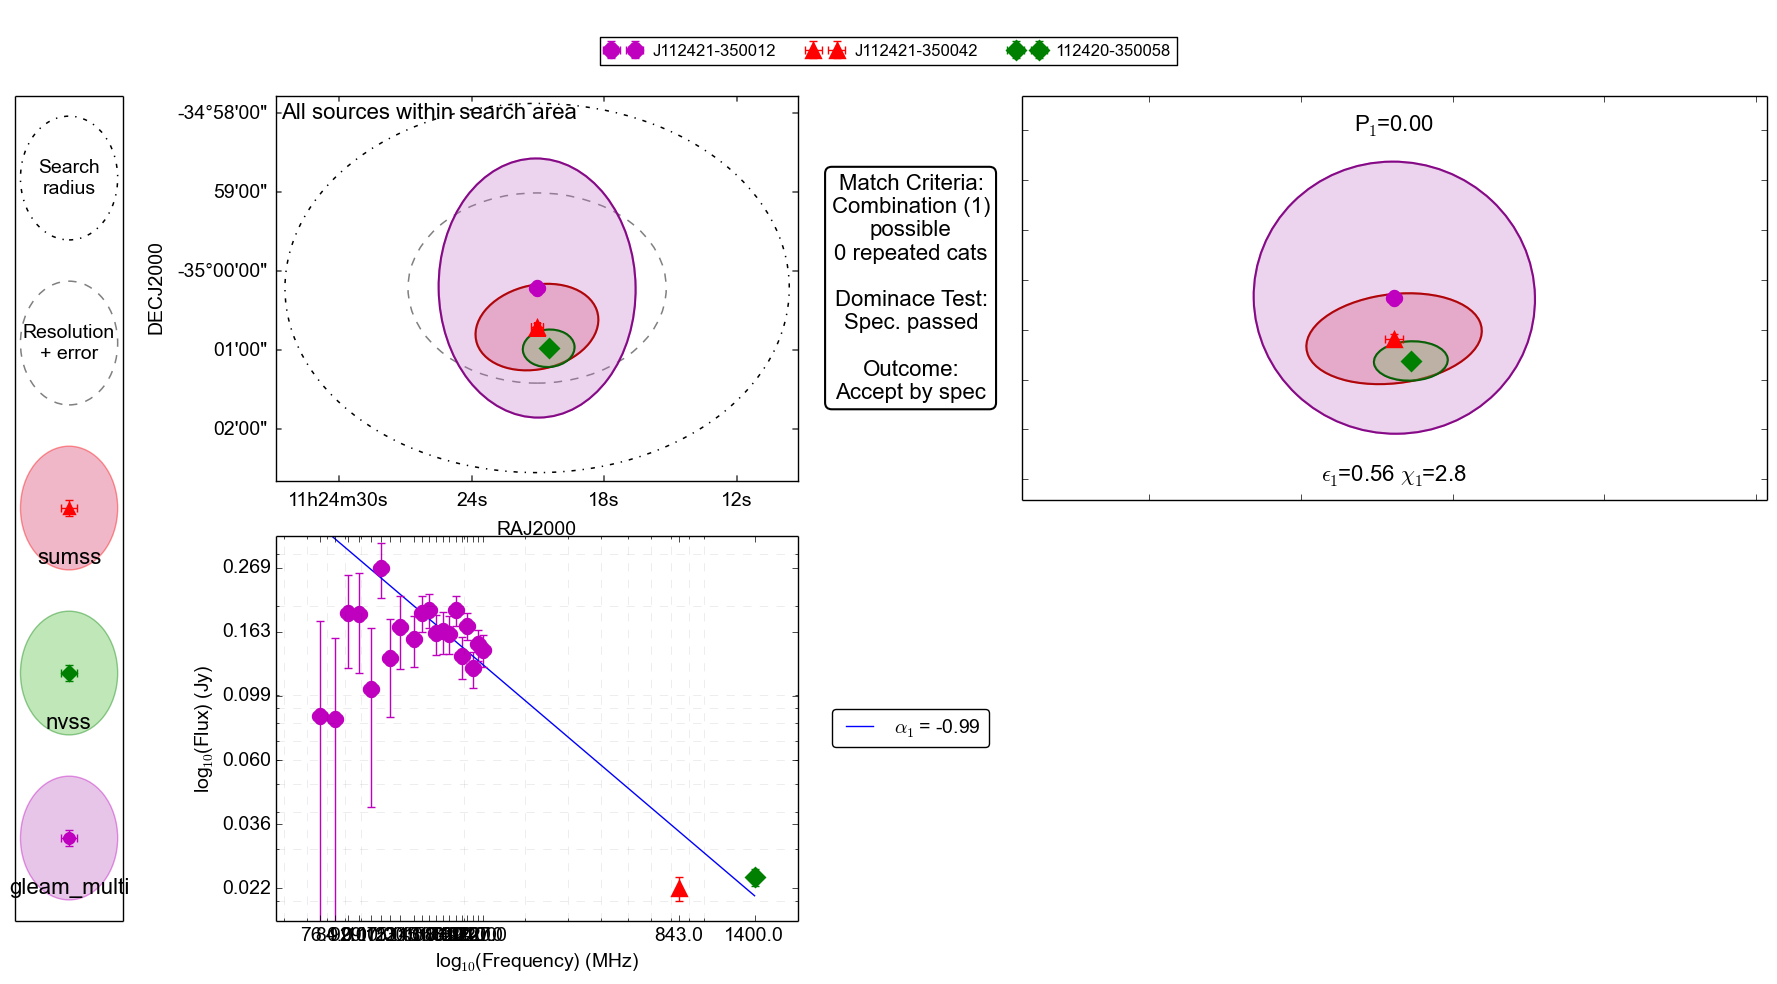 J112421-350012 J112421-350042 112420-350058
Search
radius
Resolution
+ error
sumss
nvss
gleam_multi
All sources within search area
-34°58'00"
59'00"
-35°00'00"
01'00"
02'00"
DECJ2000
11h24m30s 24s 18s 12s
RAJ2000
Match Criteria:
Combination (1)
possible
0 repeated cats
Dominace Test:
Spec. passed
Outcome:
Accept by spec
P1=0.00
ϵ1=0.56 χ1=2.8
0.269
0.163
0.099
0.060
0.036
0.022
log10(Flux) (Jy)
843.0 1400.0
log10(Frequency) (MHz)
α1 = -0.99